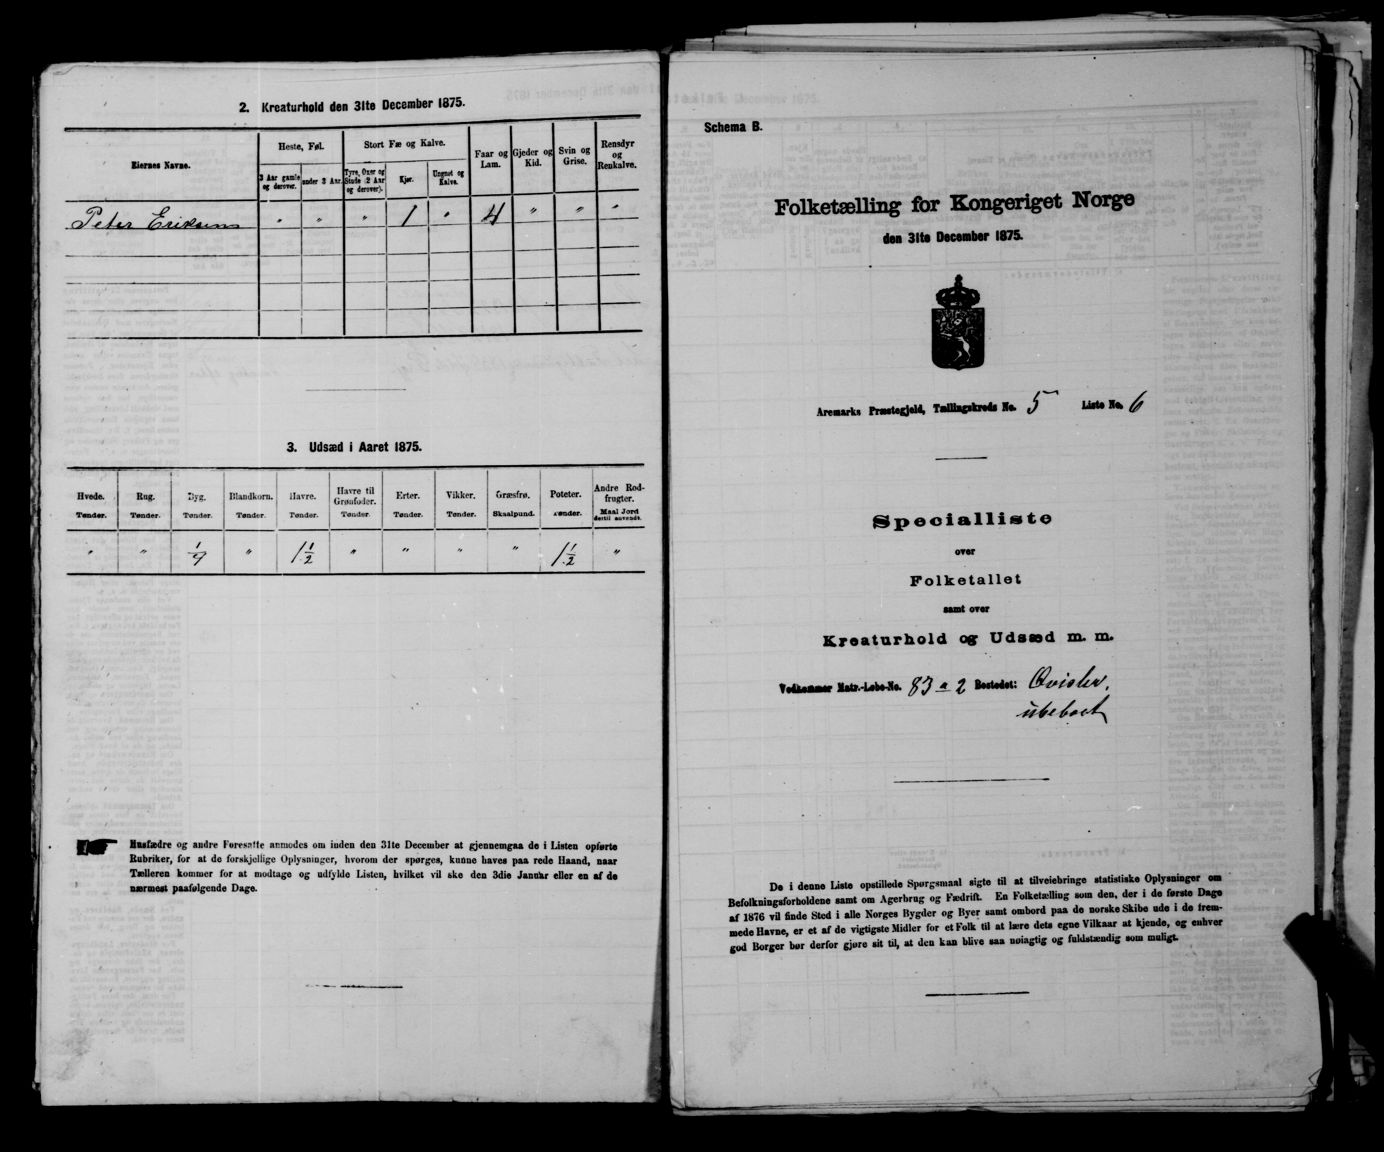 2. Kreaturhold den 31te December 1875.
Eiernes Navne.
Heste, Føl.
Stort Fæ og Kalve.
Faar og Lam.
Gjeder og Kid.
Svin og Grise.
Rensdyr og Renkalve.
3 Aar gamle og derover.
under 3 Aar.
Tyre, Oxer og Stude (2 Aar og derover).
Kjør.
Ungnøt og Kalve.
Peter Eriksen " " " 1 " 4 " " "
3. Udsæd i Aaret 1875.
Hvede. Rug. Byg. Blandkorn. Havre. Havre til Grønfoder. Erter. Vikker. Græsfrø. Poteter. Andre Rodfrugter.
Tønder. Tønder. Tønder. Tønder. Tønder. Tønder. Tønder. Tønder. Skaalpund. Tønder. Maal Jord dertil anvendt.
" " 1/4 " 1 1/2 " " " " 1 1/2 "
Husfædre og andre Foresatte anmodes om inden den 31te December at gjennemgaa de i Listen opførte
Rubriker, for at de forskjellige Oplysninger, hvorom der spørges, kunne haves paa rede Haand, naar
Tælleren kommer for at modtage og udfylde Listen, hvilket vil ske den 3die Januar eller en af de
nærmest paafølgende Dage.
Schema B.
Folketælling for Kongeriget Norge
den 31te December 1875.
Aremarks Præstegjeld, Tællingskreds No. 5 Liste No. 6
Specialliste
over
Folketallet
samt over
Kreaturhold og Udsæd m. m.
Vedkommer Matr.-Løbe-No. 83 a 2 Bostedet:
ubeboet
De i denne Liste opstillede Spørgsmaal sigte til at tilveiebringe statistiske Oplysninger om
Befolkningsforholdene samt om Agerbrug og Fædrift. En Folketælling som den, der i de første Dage
af 1876 vil finde Sted i alle Norges Bygder og Byer samt ombord paa de norske Skibe ude i de frem-
mede Havne, er et af de vigtigste Midler for et Folk til at lære dets egne Vilkaar at kjende, og enhver
god Borger bør derfor gjøre sit til, at den kan blive saa nøiagtig og fuldstændig som muligt.